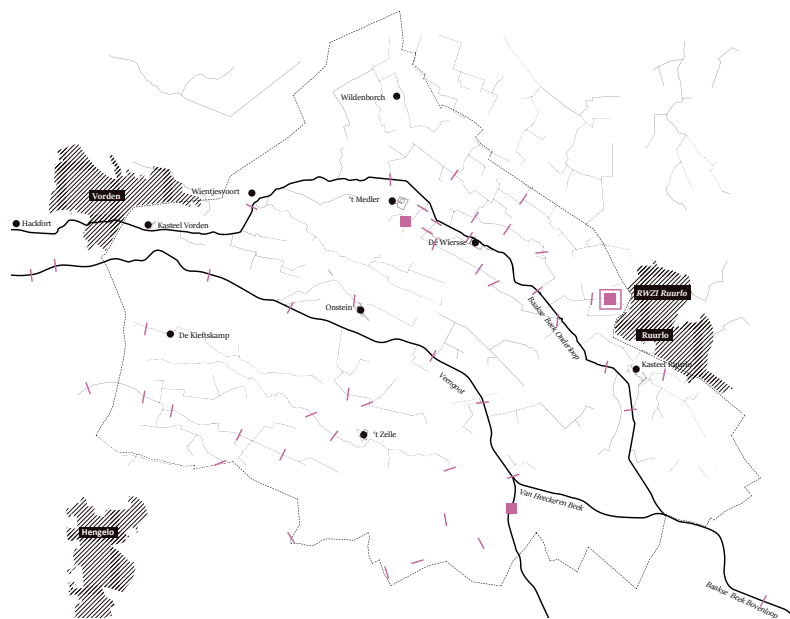 Wildenborch
Wientjesvoort
Vorden
't Medler
Hackfort
Kasteel Vorden
De Wiersse
RWZI Ruurlo
Baakse Beek Onderloop
Onstein
De Kieftskamp
Ruurlo
Kasteel Ruurlo
Veengoot
't Zelle
Van Heeckeren Beek
Hengelo
Baakse Beek Bovenloop